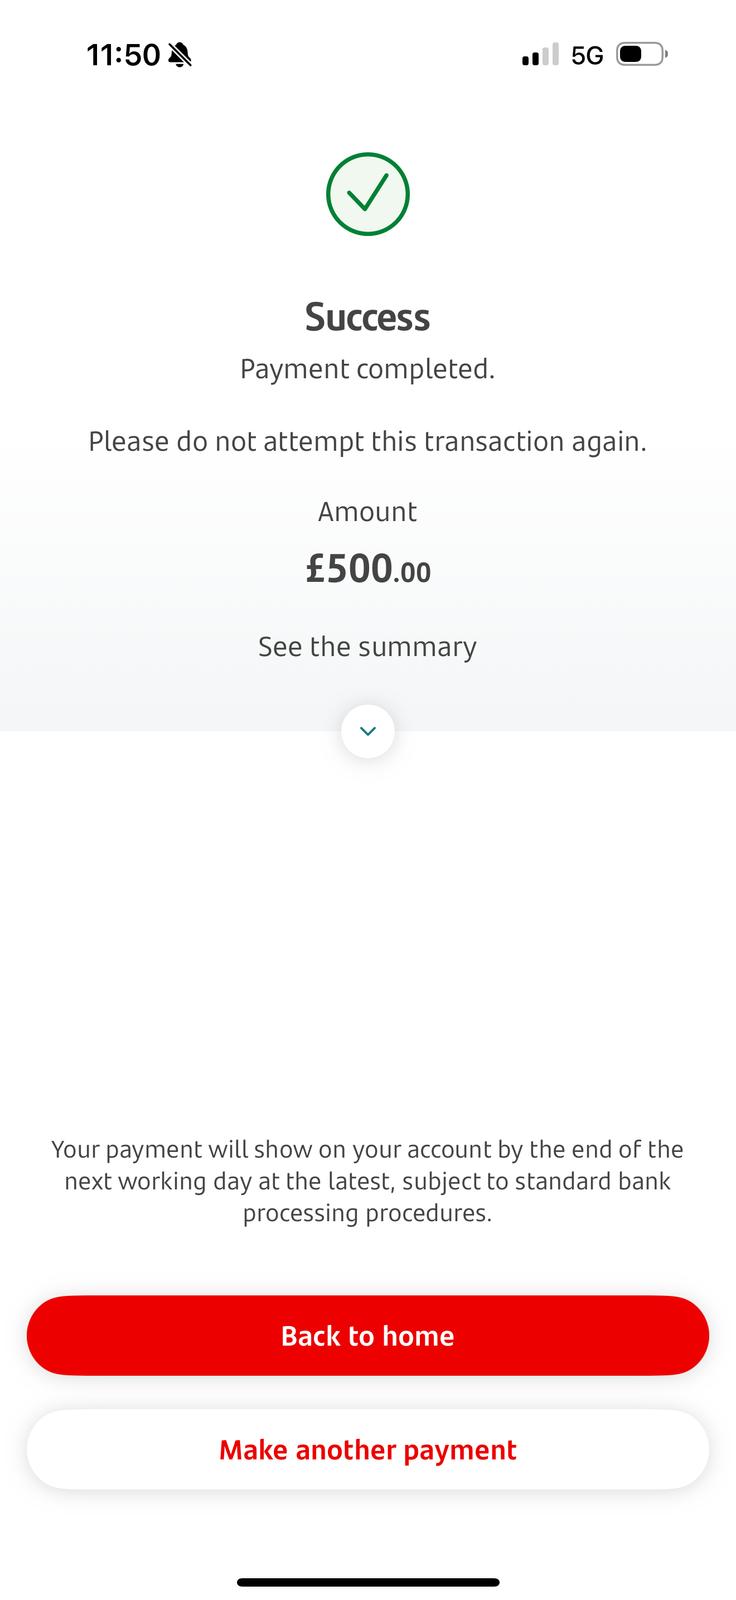 11:50
5G
Success
Payment completed.
Please do not attempt this transaction again.
Amount
£500.00
See the summary
Your payment will show on your account by the end of the
next working day at the latest, subject to standard bank
processing procedures.
Back to home
Make another payment